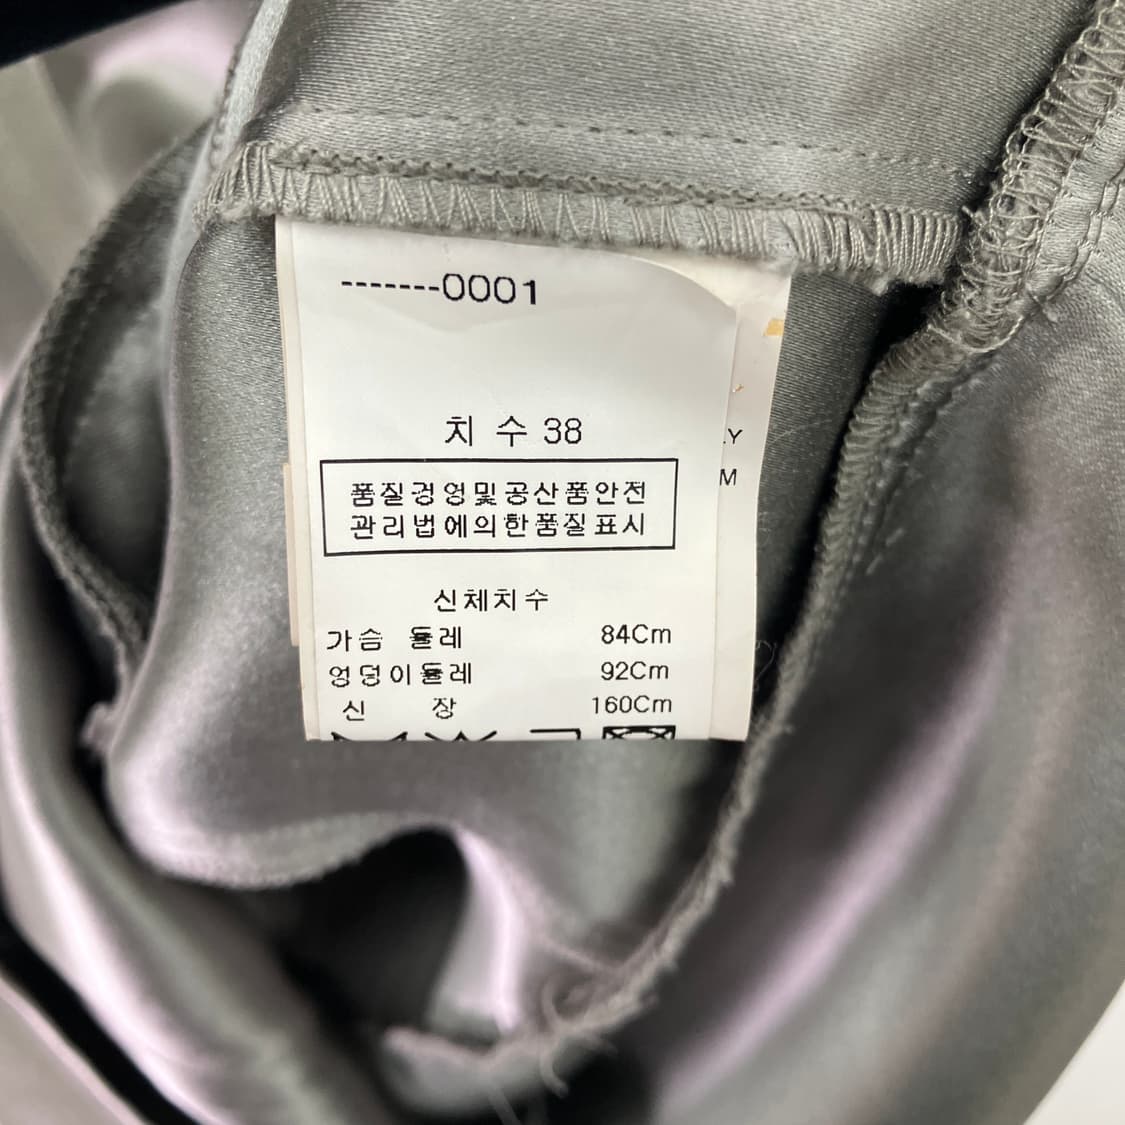 -------0001
치 수 38
품질경영및공산품안전
관리법에의한품질표시
신체치수
가슴 둘레 84Cm
엉덩이둘레 92Cm
신 장 160Cm
Y
M